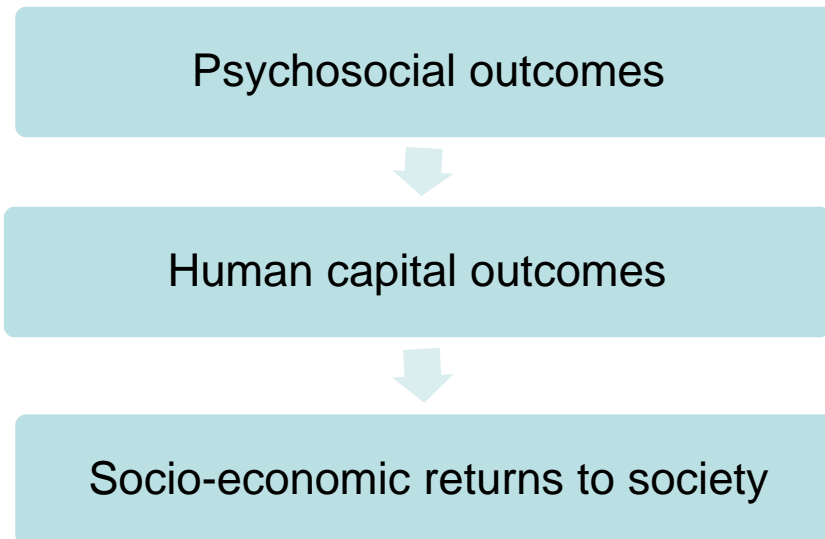 Psychosocial outcomes
Human capital outcomes
Socio-economic returns to society